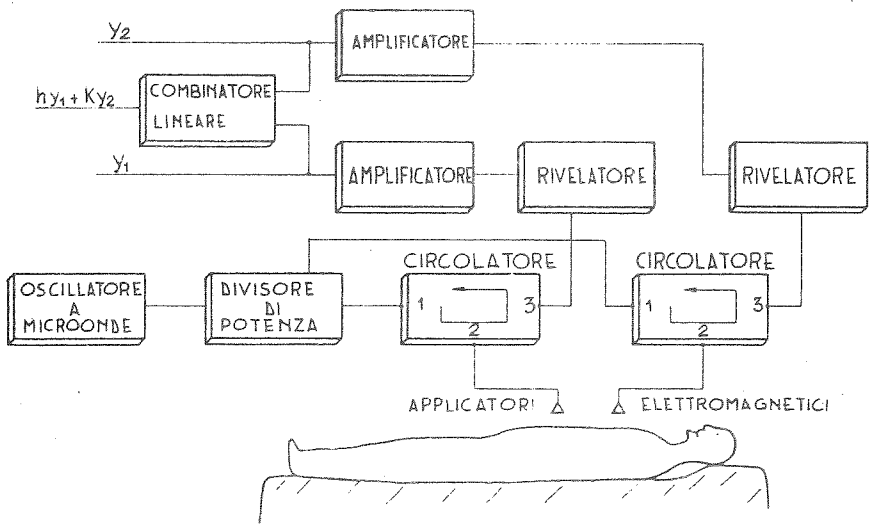 y2
AMPLIFICATORE
hy1 + Ky2
COMBINATORE
LINEARE
y1
AMPLIFICATORE
RIVELATORE
RIVELATORE
CIRCOLATORE
CIRCOLATORE
OSCILLATORE
A
MICROONDE
DIVISORE
DI
POTENZA
1
2
3
1
2
3
APPLICATORI
ELETTROMAGNETICI